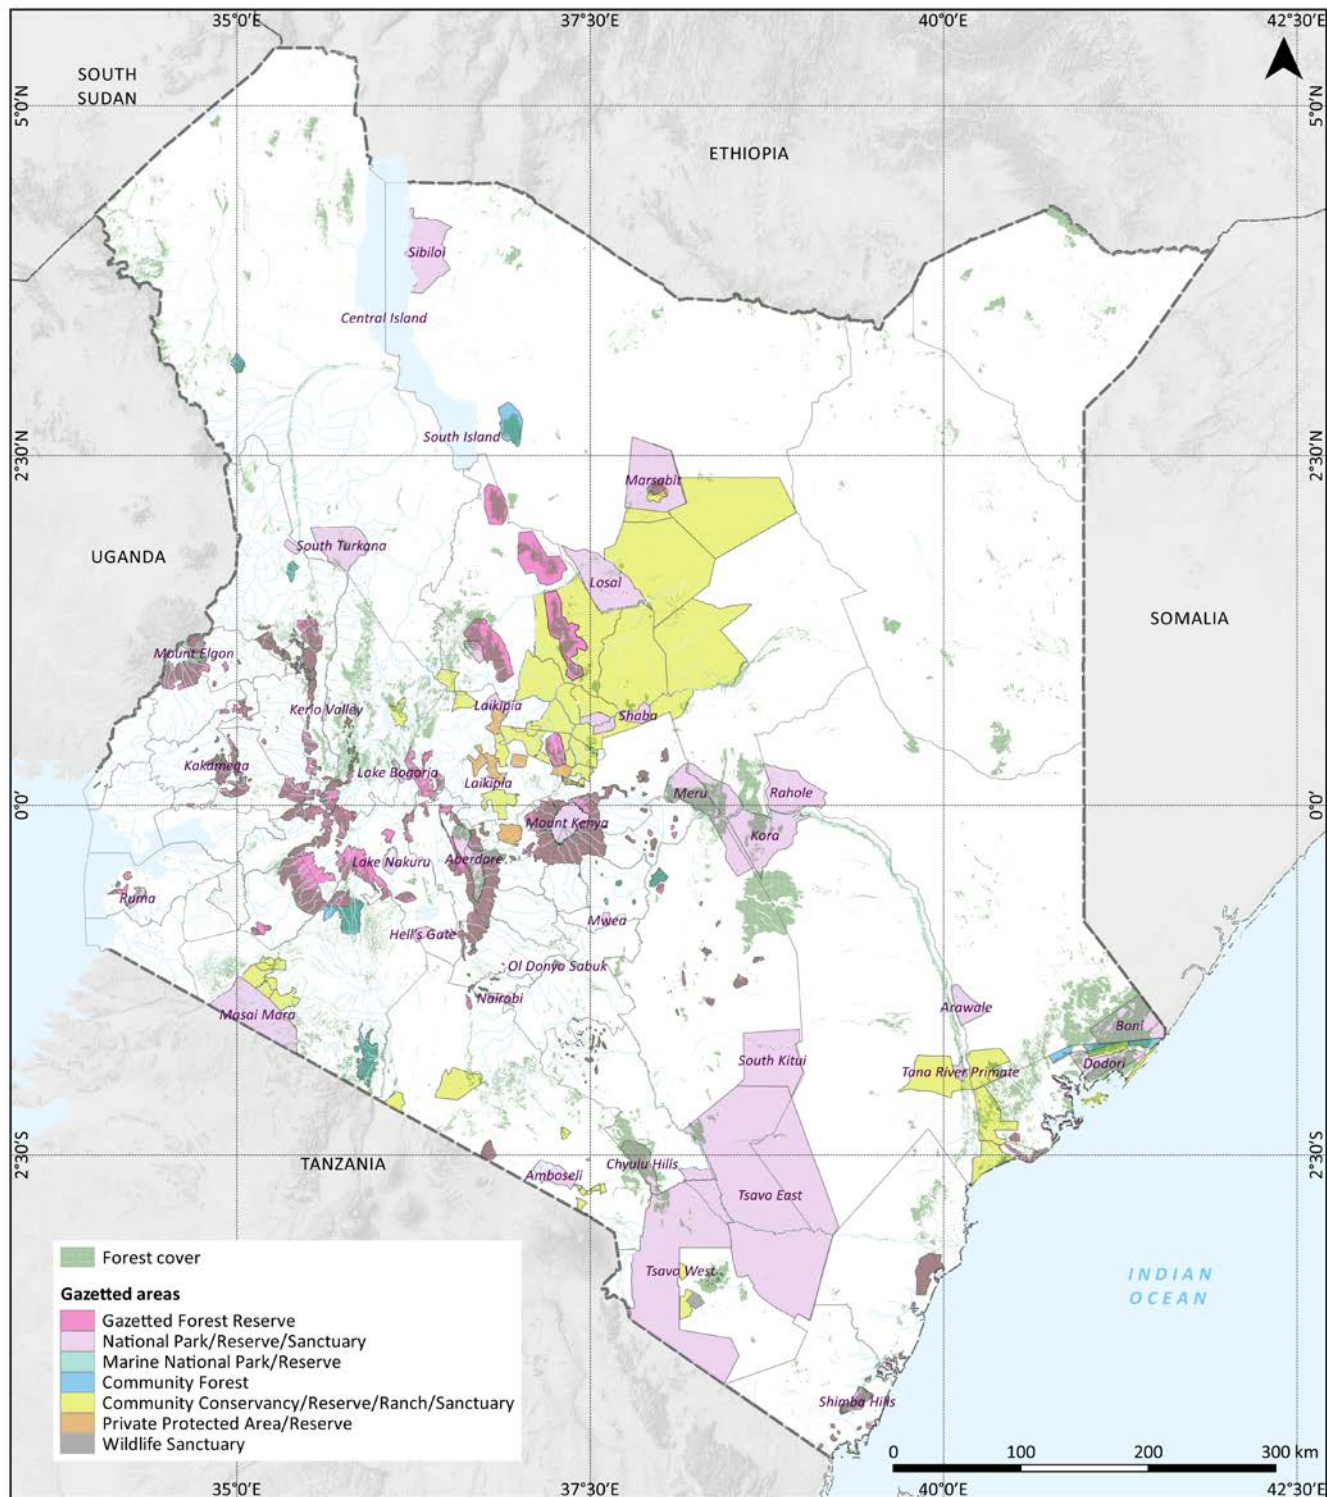 35°0'E
37°30'E
40°0'E
42°30'E
SOUTH
SUDAN
5°0'N
5°0'N
ETHIOPIA
Sibiloi
Central Island
South Island
2°30'N
2°30'N
Marsabit
UGANDA
South Turkana
Losai
SOMALIA
Mount Elgon
Kerio Valley
Laikipia
Shaba
Kakamega
Lake Bogoria
Laikipia
Meru
Rahole
0°0'
0°0'
Mount Kenya
Kora
Lake Nakuru
Aberdare
Ruma
Mwea
Hell's Gate
Ol Donyo Sabuk
Nairobi
Masai Mara
Arawale
Boni
South Kitui
Tana River Primate
Dodori
2°30'S
2°30'S
TANZANIA
Amboseli
Chyulu Hills
Tsavo East
Tsavo West
INDIAN
OCEAN
Shimba Hills
Forest cover
Gazetted areas
Gazetted Forest Reserve
National Park/Reserve/Sanctuary
Marine National Park/Reserve
Community Forest
Community Conservancy/Reserve/Ranch/Sanctuary
Private Protected Area/Reserve
Wildlife Sanctuary
0 100 200 300 km
35°0'E
37°30'E
40°0'E
42°30'E